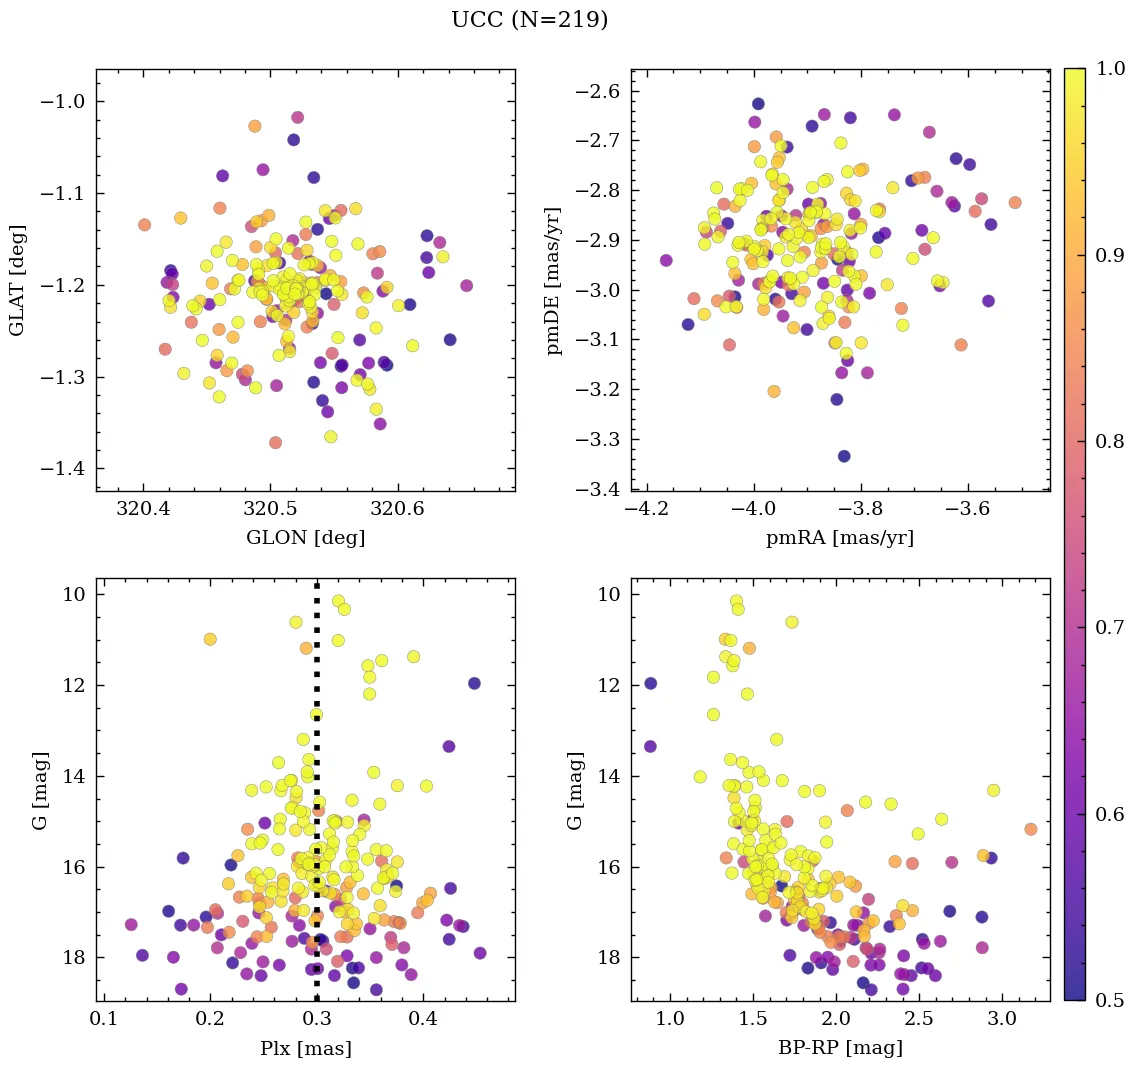 UCC (N=219)
−1.0
−1.1
−1.2
−1.3
−1.4
GLAT [deg]
320.4 320.5 320.6
GLON [deg]
−2.6
−2.7
−2.8
−2.9
−3.0
−3.1
−3.2
−3.3
−3.4
pmDE [mas/yr]
−4.2 −4.0 −3.8 −3.6
pmRA [mas/yr]
1.0
0.9
0.8
0.7
0.6
0.5
10
12
14
16
18
G [mag]
0.1 0.2 0.3 0.4
Plx [mas]
10
12
14
16
18
G [mag]
1.0 1.5 2.0 2.5 3.0
BP-RP [mag]